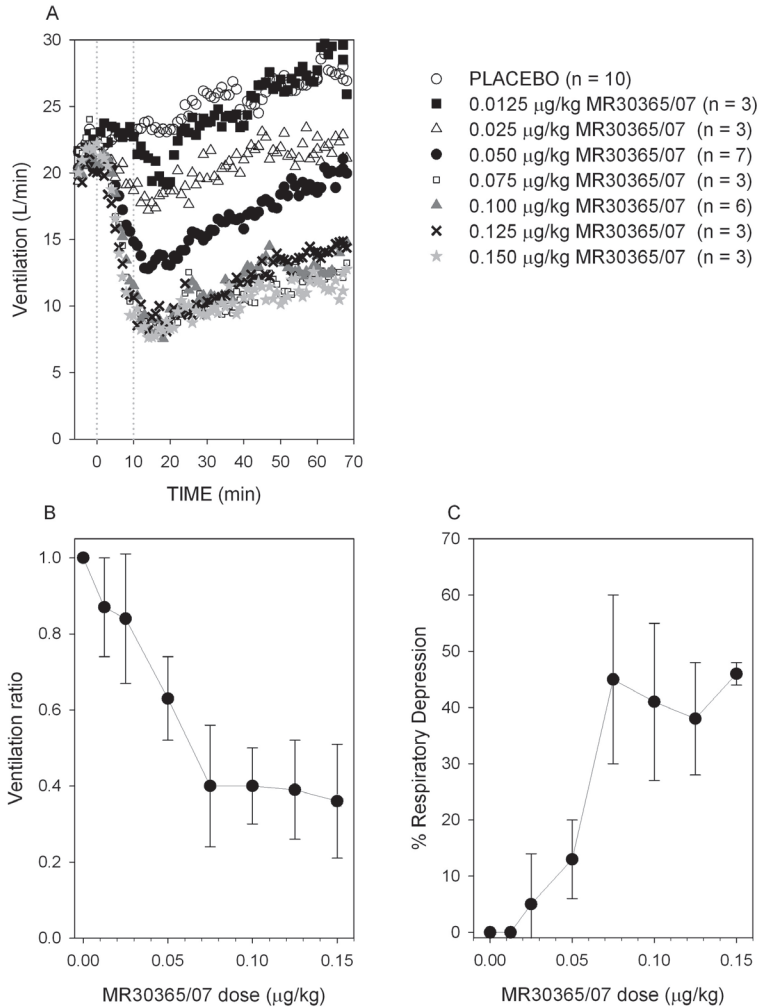 A
30
25
20
15
10
5
0
Ventilation (L/min)
0 10 20 30 40 50 60 70
TIME (min)
PLACEBO (n = 10)
0.0125 μg/kg MR30365/07 (n = 3)
0.025 μg/kg MR30365/07 (n = 3)
0.050 μg/kg MR30365/07 (n = 7)
0.075 μg/kg MR30365/07 (n = 3)
0.100 μg/kg MR30365/07 (n = 6)
0.125 μg/kg MR30365/07 (n = 3)
0.150 μg/kg MR30365/07 (n = 3)
B
1.0
0.8
0.6
0.4
0.2
0.0
Ventilation ratio
0.00 0.05 0.10 0.15
MR30365/07 dose (μg/kg)
C
70
60
50
40
30
20
10
0
% Respiratory Depression
0.00 0.05 0.10 0.15
MR30365/07 dose (μg/kg)